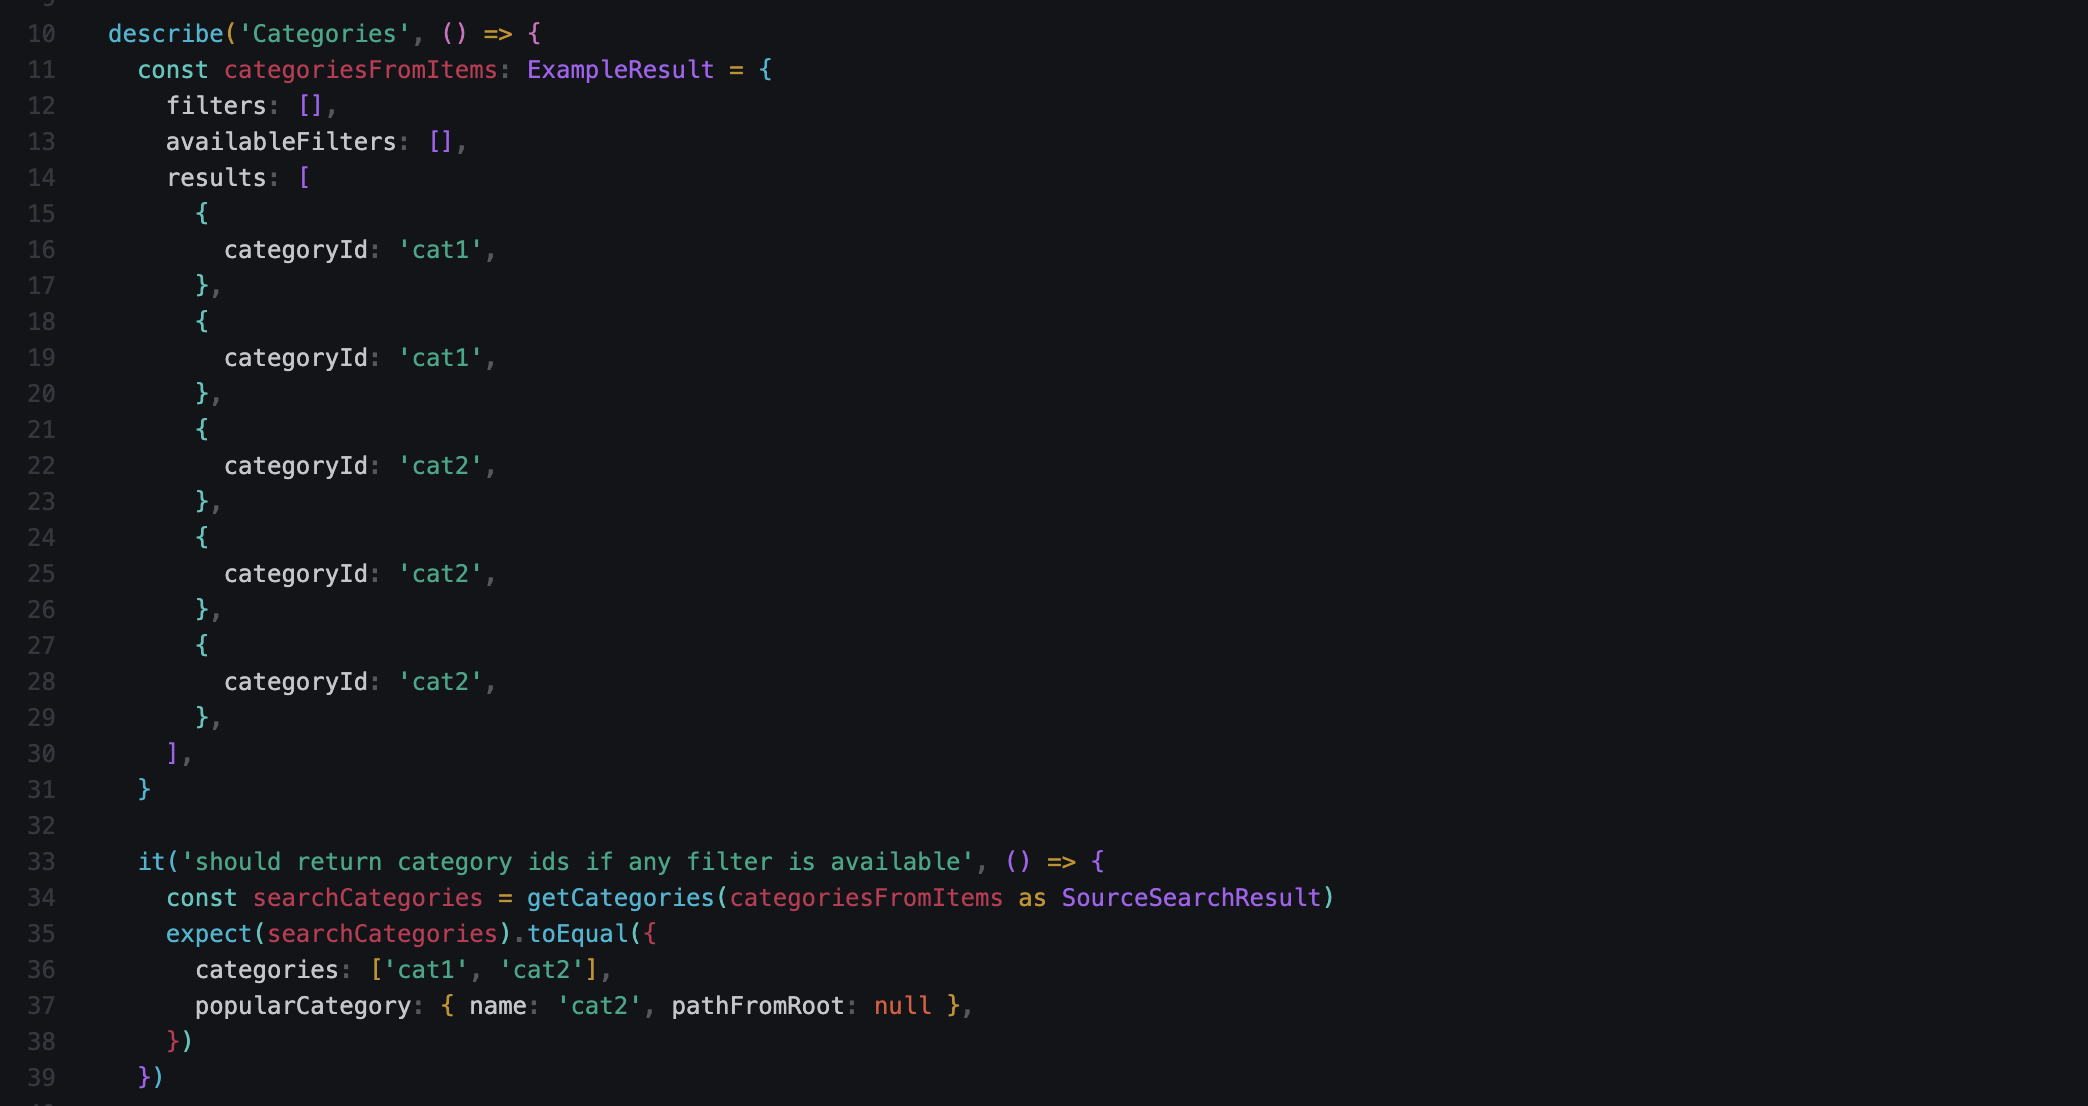 10 describe('Categories', () => {
11 const categoriesFromItems: ExampleResult = {
12 filters: [],
13 availableFilters: [],
14 results: [
15 {
16 categoryId: 'cat1',
17 },
18 {
19 categoryId: 'cat1',
20 },
21 {
22 categoryId: 'cat2',
23 },
24 {
25 categoryId: 'cat2',
26 },
27 {
28 categoryId: 'cat2',
29 },
30 ],
31 }
32
33 it('should return category ids if any filter is available', () => {
34 const searchCategories = getCategories(categoriesFromItems as SourceSearchResult)
35 expect(searchCategories).toEqual({
36 categories: ['cat1', 'cat2'],
37 popularCategory: { name: 'cat2', pathFromRoot: null },
38 })
39 })